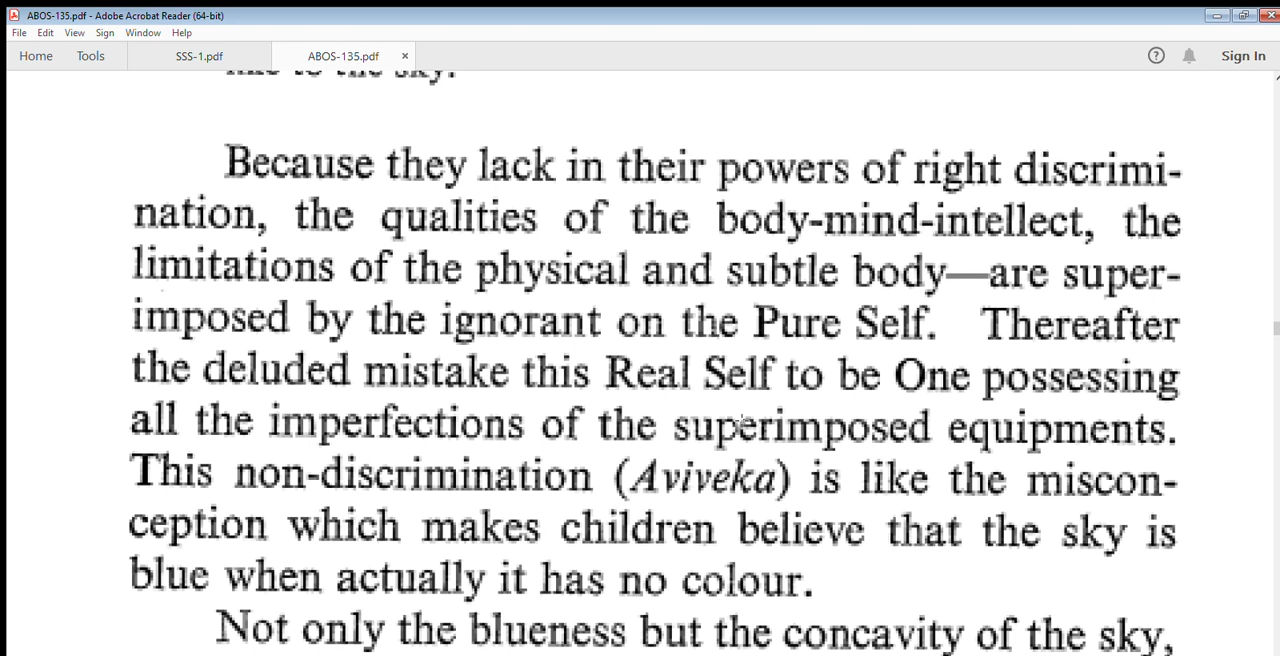 ABOS-135.pdf - Adobe Acrobat Reader (64-bit)
File Edit View Sign Window Help
Home Tools SSS-1.pdf ABOS-135.pdf × Sign In
to the sky.
Because they lack in their powers of right discrimi-
nation, the qualities of the body-mind-intellect, the
limitations of the physical and subtle body—are super-
imposed by the ignorant on the Pure Self. Thereafter
the deluded mistake this Real Self to be One possessing
all the imperfections of the superimposed equipments.
This non-discrimination (Aviveka) is like the miscon-
ception which makes children believe that the sky is
blue when actually it has no colour.
Not only the blueness but the concavity of the sky,